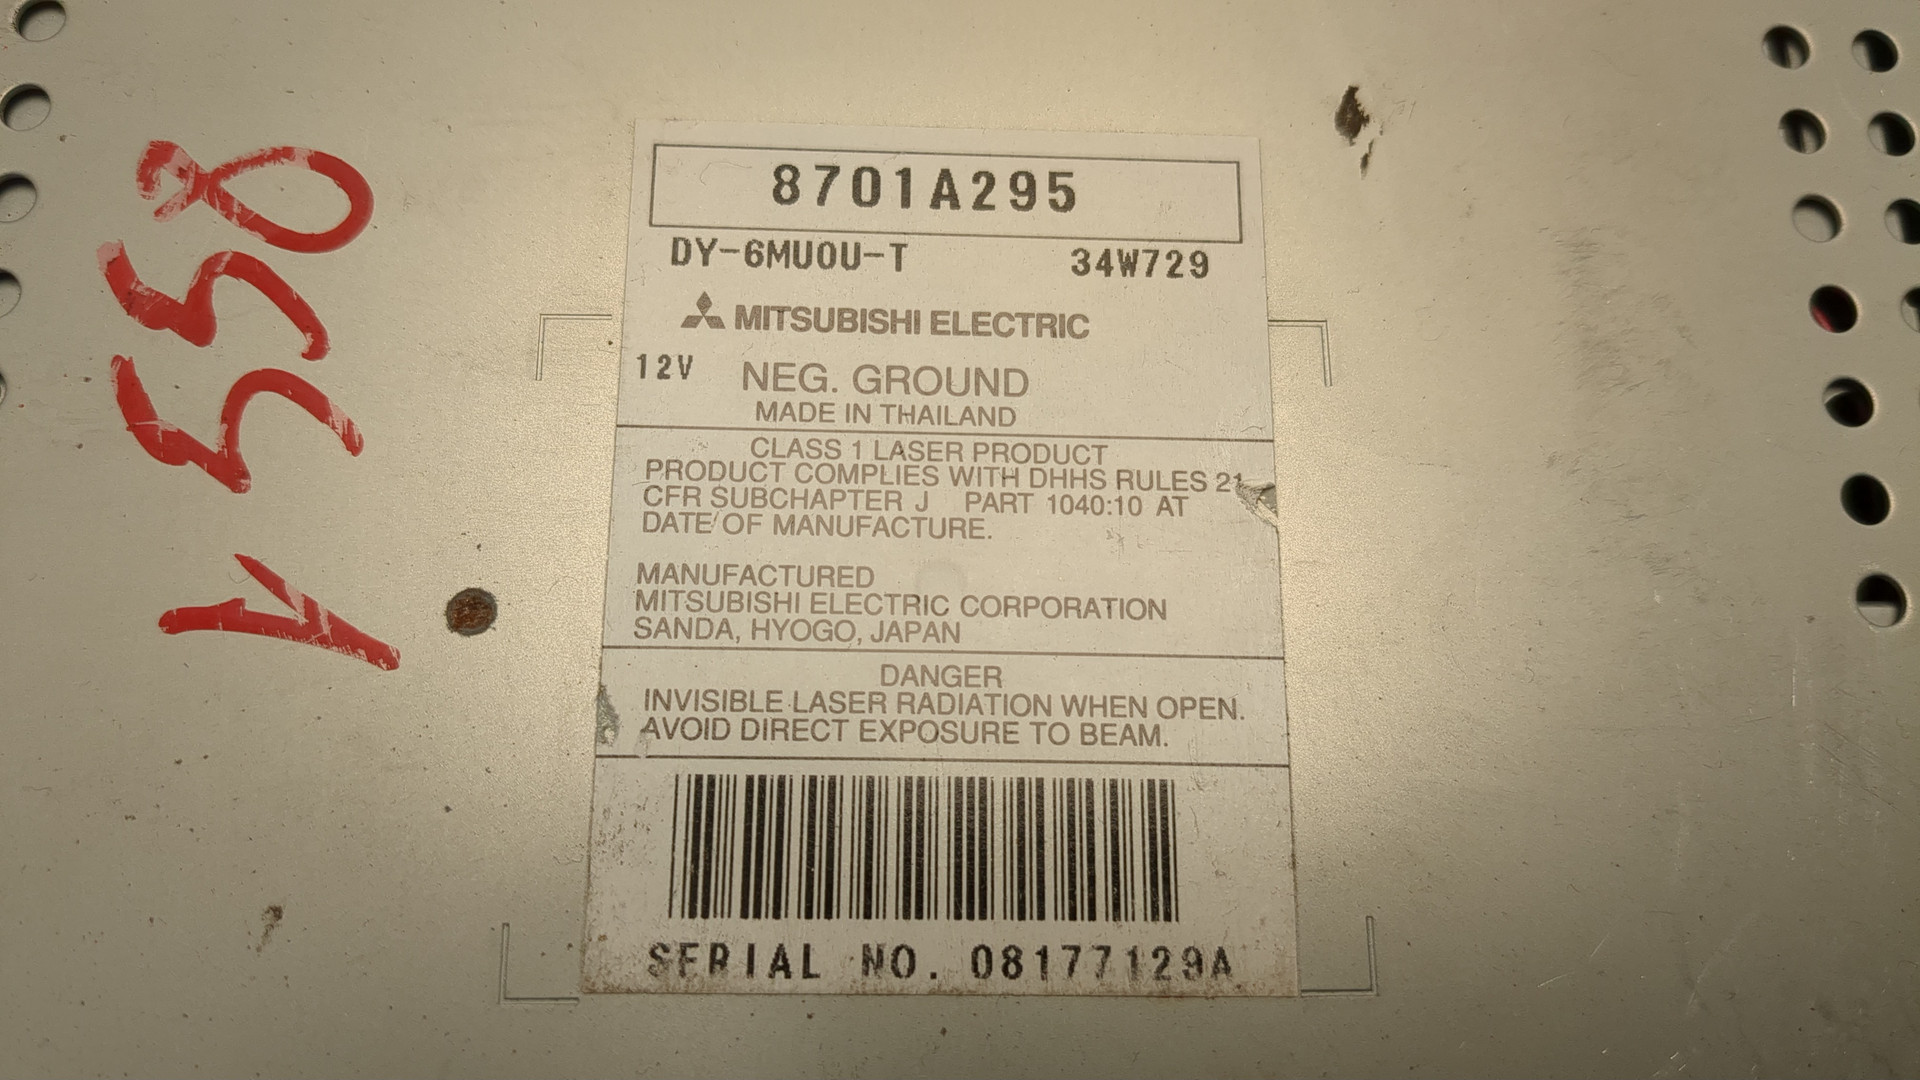 8701A295
DY-6MU0U-T 34W729
MITSUBISHI ELECTRIC
12V NEG. GROUND
MADE IN THAILAND
CLASS 1 LASER PRODUCT
PRODUCT COMPLIES WITH DHHS RULES 21
CFR SUBCHAPTER J PART 1040:10 AT
DATE OF MANUFACTURE.
MANUFACTURED
MITSUBISHI ELECTRIC CORPORATION
SANDA, HYOGO, JAPAN
DANGER
INVISIBLE LASER RADIATION WHEN OPEN.
AVOID DIRECT EXPOSURE TO BEAM.
SERIAL NO. 08177129A